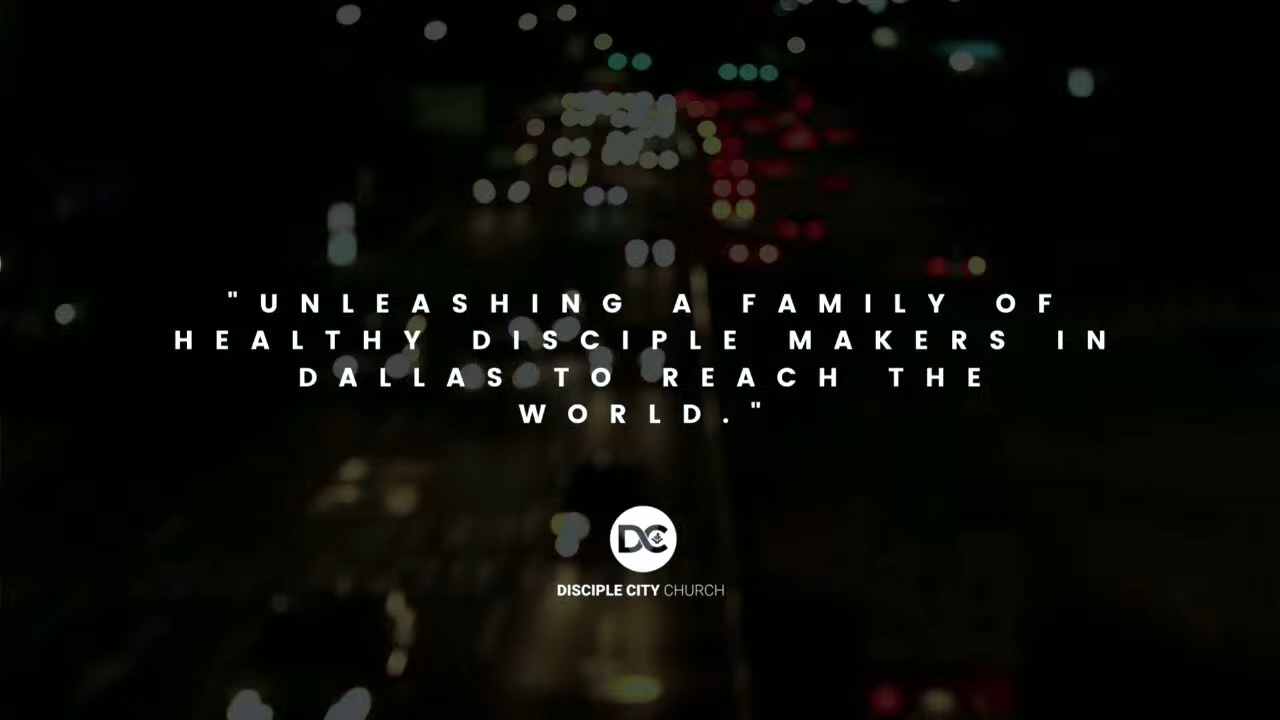 "UNLEASHING A FAMILY OF
HEALTHY DISCIPLE MAKERS IN
DALLAS TO REACH THE
WORLD."
DC
DISCIPLE CITY CHURCH